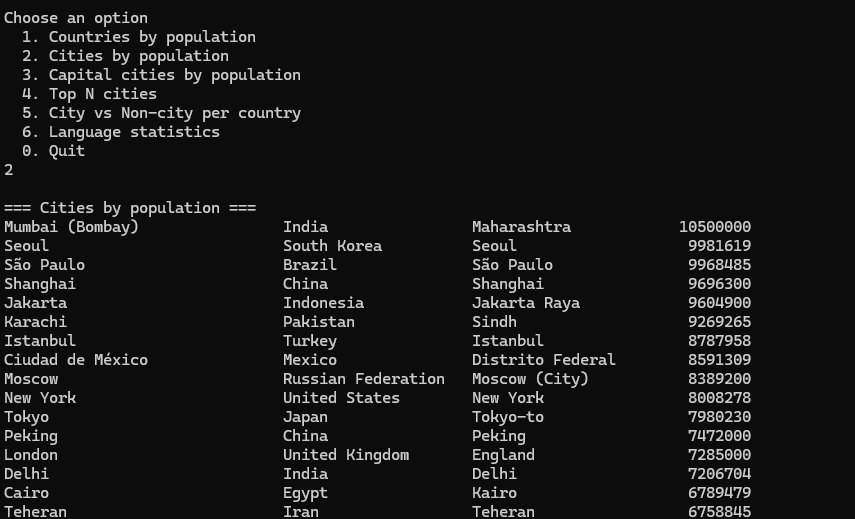 Choose an option
  1. Countries by population
  2. Cities by population
  3. Capital cities by population
  4. Top N cities
  5. City vs Non-city per country
  6. Language statistics
  0. Quit
2

=== Cities by population ===
Mumbai (Bombay)                India                Maharashtra            10500000
Seoul                          South Korea          Seoul                   9981619
São Paulo                      Brazil               São Paulo               9968485
Shanghai                       China                Shanghai                9696300
Jakarta                        Indonesia            Jakarta Raya            9604900
Karachi                        Pakistan             Sindh                   9269265
Istanbul                       Turkey               Istanbul                8787958
Ciudad de México               Mexico               Distrito Federal        8591309
Moscow                         Russian Federation   Moscow (City)           8389200
New York                       United States        New York                8008278
Tokyo                          Japan                Tokyo-to                7980230
Peking                         China                Peking                  7472000
London                         United Kingdom       England                 7285000
Delhi                          India                Delhi                   7206704
Cairo                          Egypt                Kairo                   6789479
Teheran                        Iran                 Teheran                 6758845